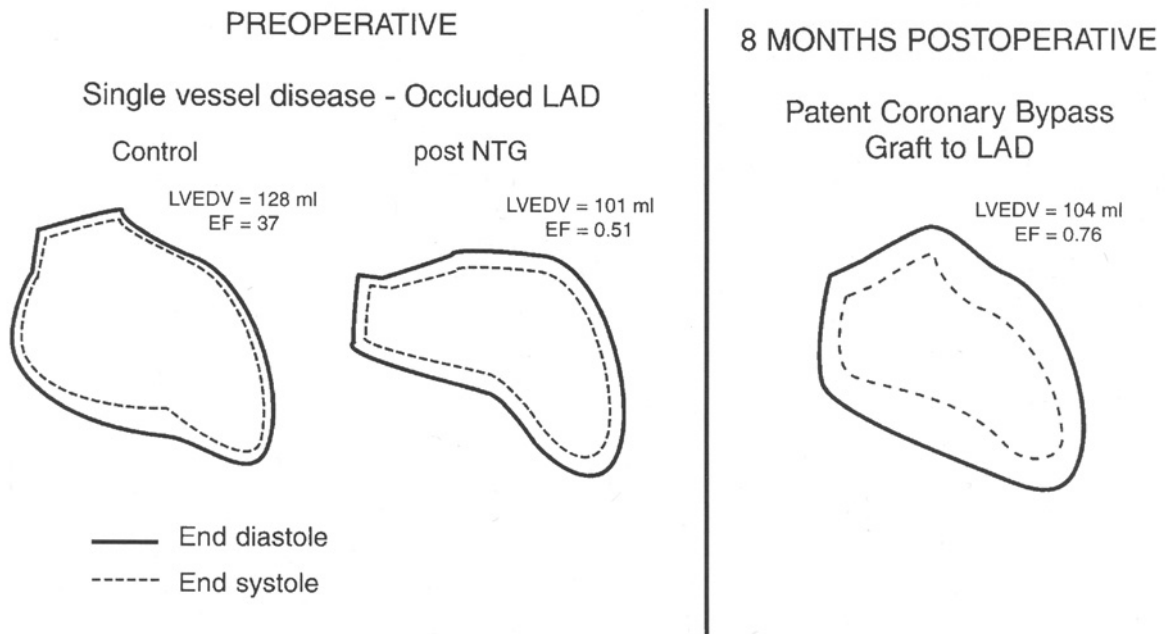 PREOPERATIVE
Single vessel disease - Occluded LAD
Control
LVEDV = 128 ml
EF = 37
post NTG
LVEDV = 101 ml
EF = 0.51
End diastole
End systole
8 MONTHS POSTOPERATIVE
Patent Coronary Bypass
Graft to LAD
LVEDV = 104 ml
EF = 0.76